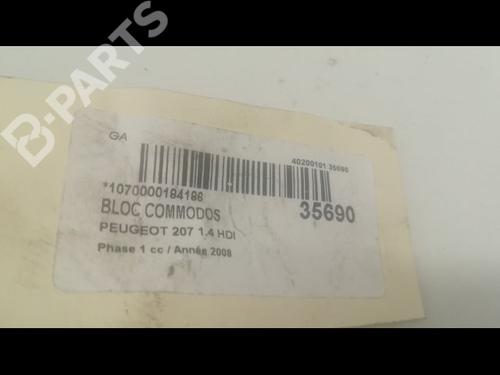 B-PARTS
GA
40200101 35690
*1070000184186
BLOC COMMODOS
35690
PEUGEOT 207 1.4 HDI
Phase 1 cc / Année 2008